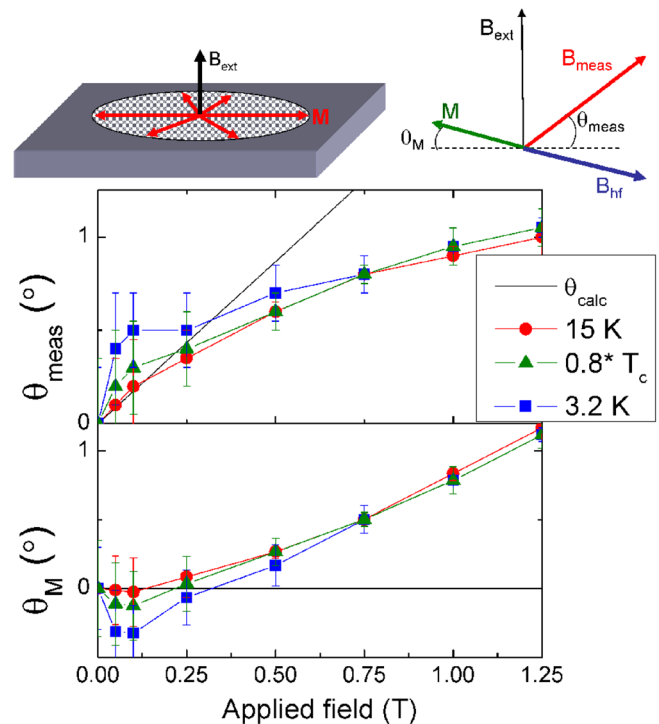 B_ext
M
B_ext
B_meas
M
θ_M
θ_meas
B_hf
1
θ_meas (°)
0
θ_calc
15 K
0.8* T_c
3.2 K
1
θ_M (°)
0
0.00 0.25 0.50 0.75 1.00 1.25
Applied field (T)